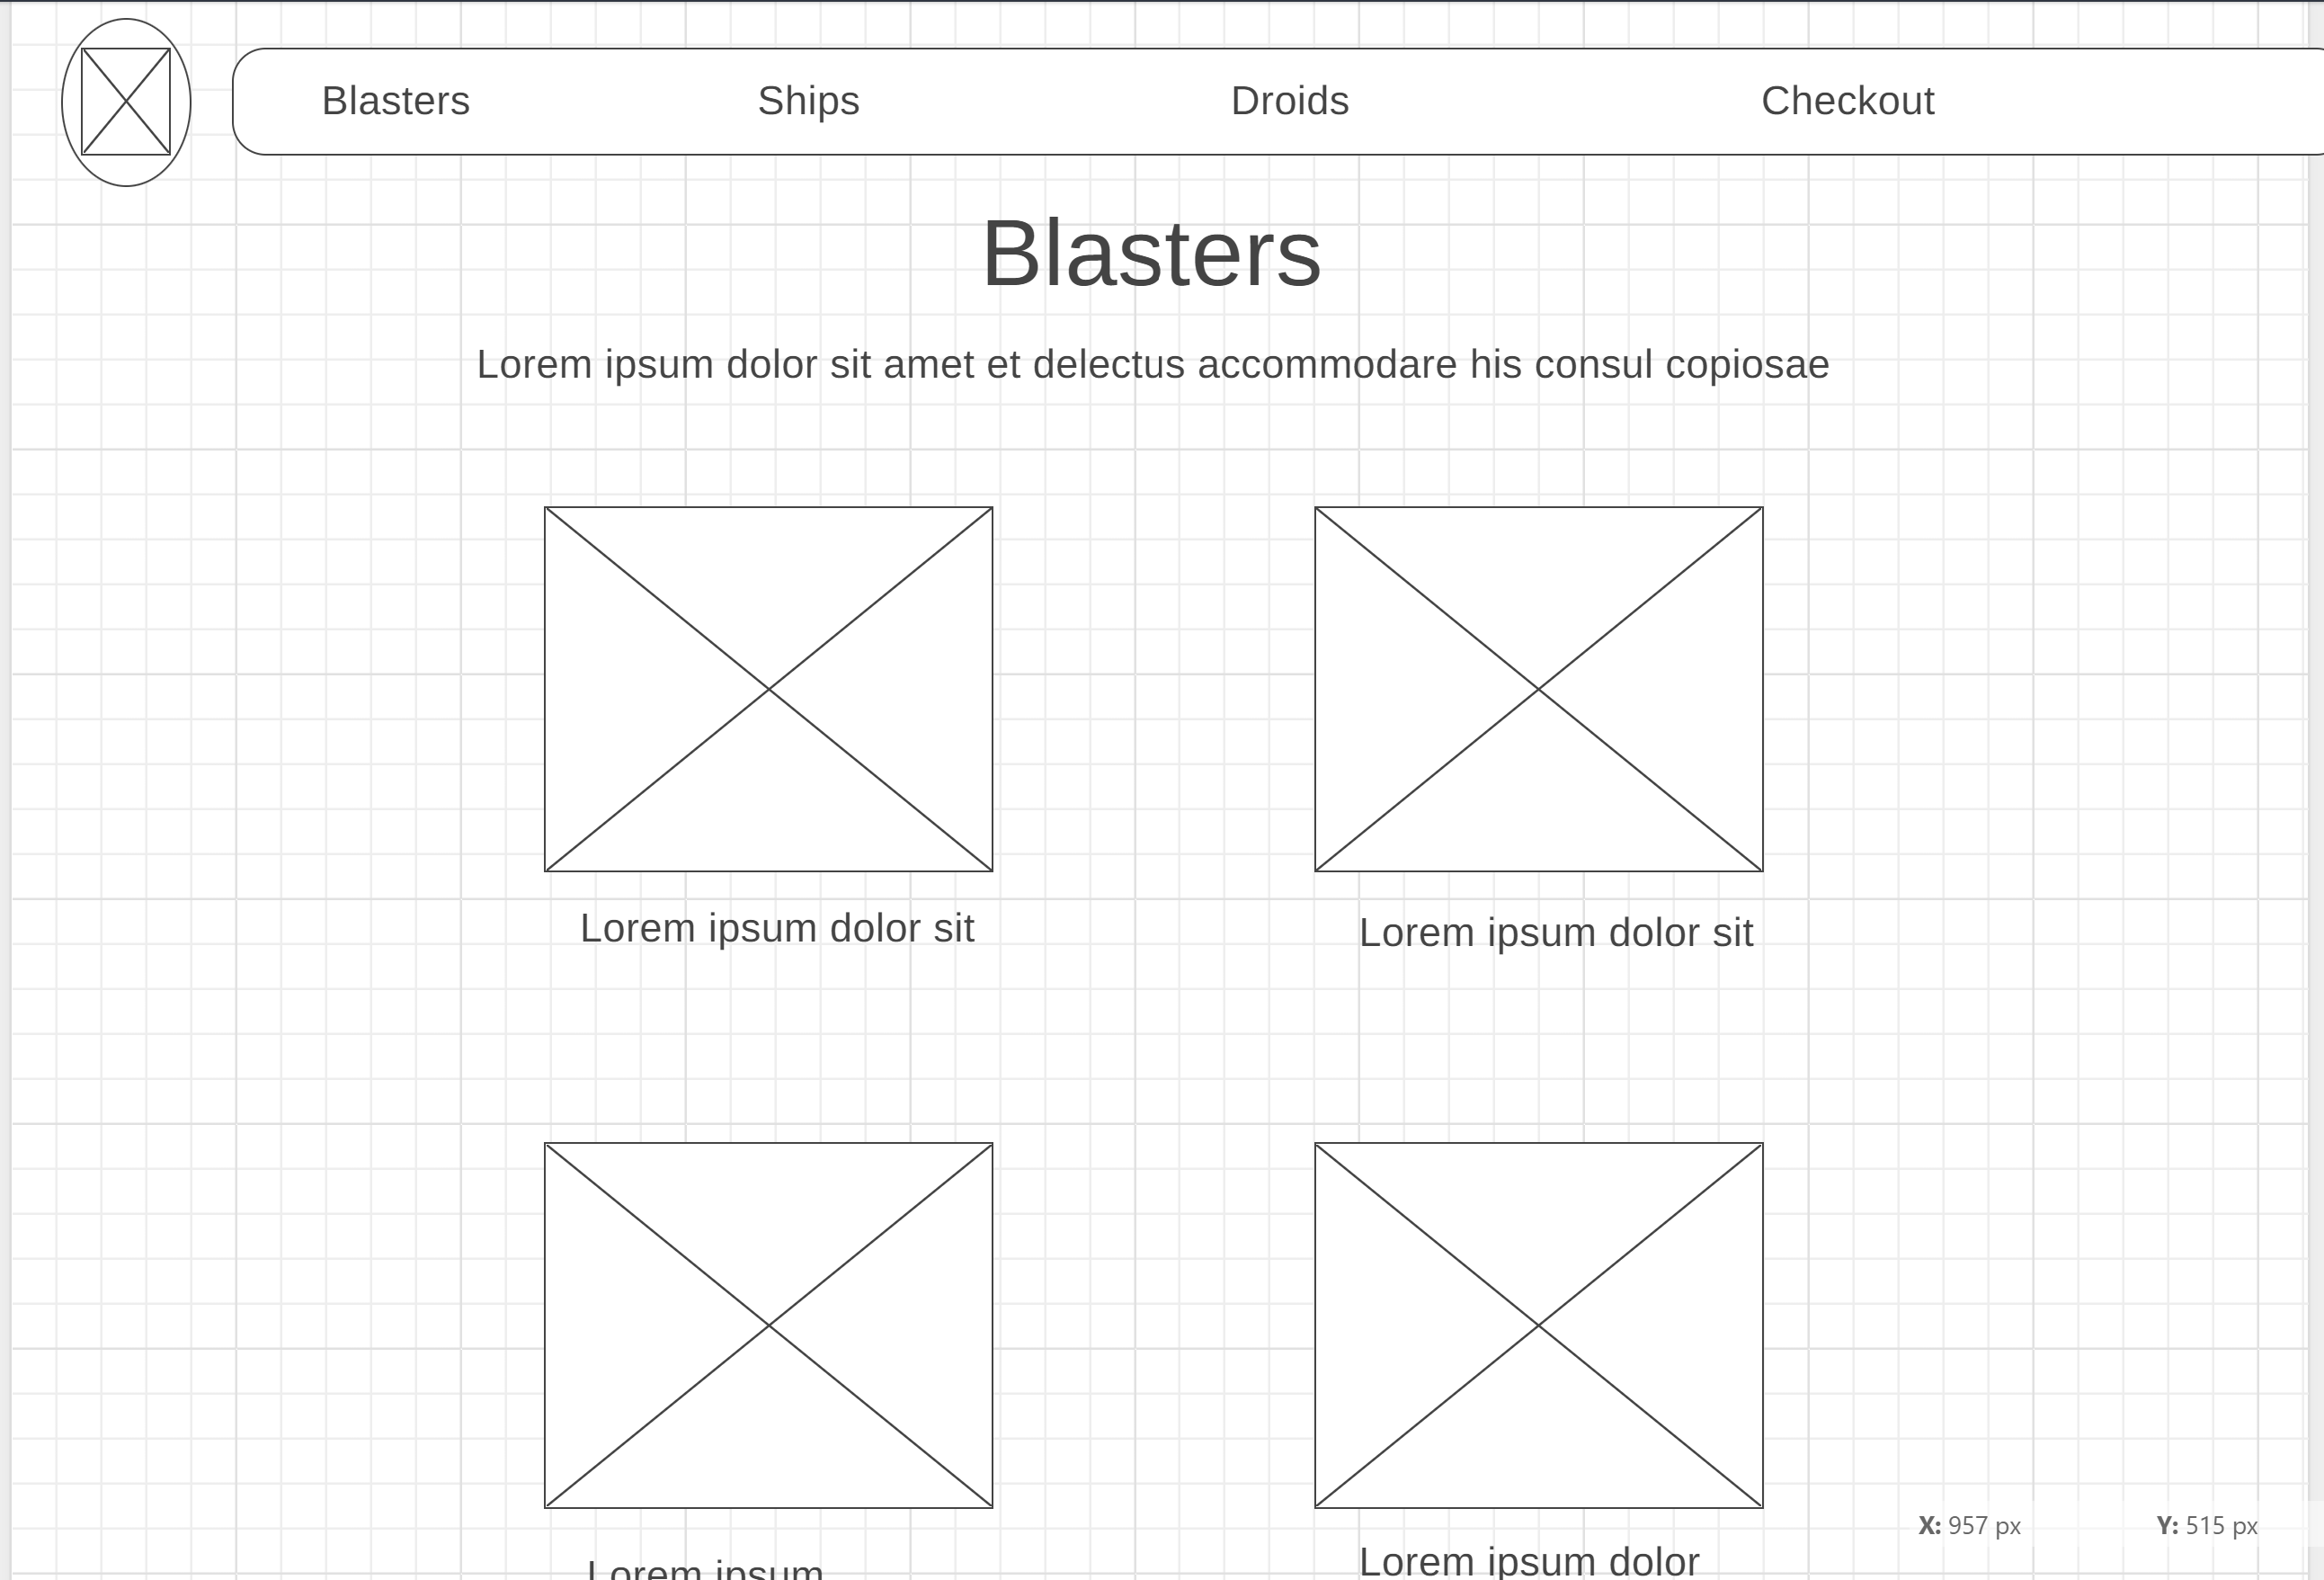 Blasters Ships Droids Checkout
Blasters
Lorem ipsum dolor sit amet et delectus accommodare his consul copiosae
Lorem ipsum dolor sit Lorem ipsum dolor sit
X: 957 px Y: 515 px
Lorem ipsum Lorem ipsum dolor